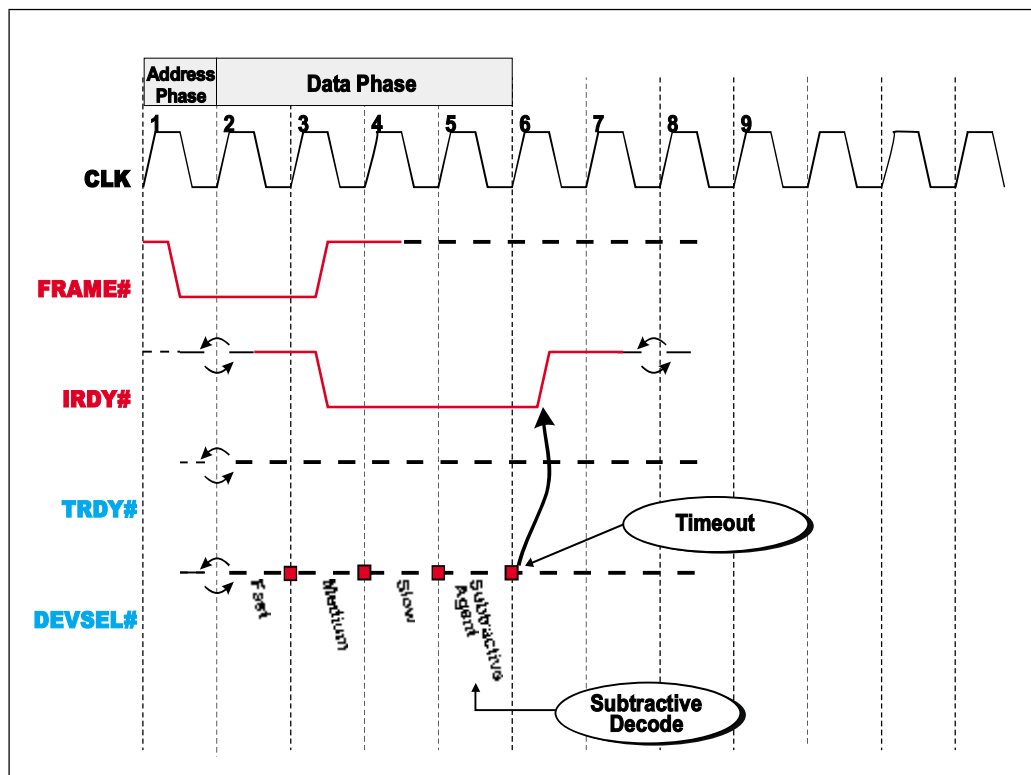 Address
Phase
Data Phase
1 2 3 4 5 6 7 8 9
CLK
FRAME#
IRDY#
TRDY#
Timeout
DEVSEL#
Fast
Medium
Slow
Subtractive
Agent
Subtractive
Decode